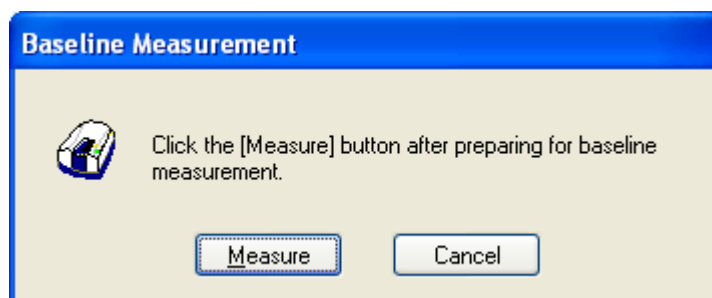 Baseline Measurement
Click the [Measure] button after preparing for baseline
measurement.
Measure
Cancel